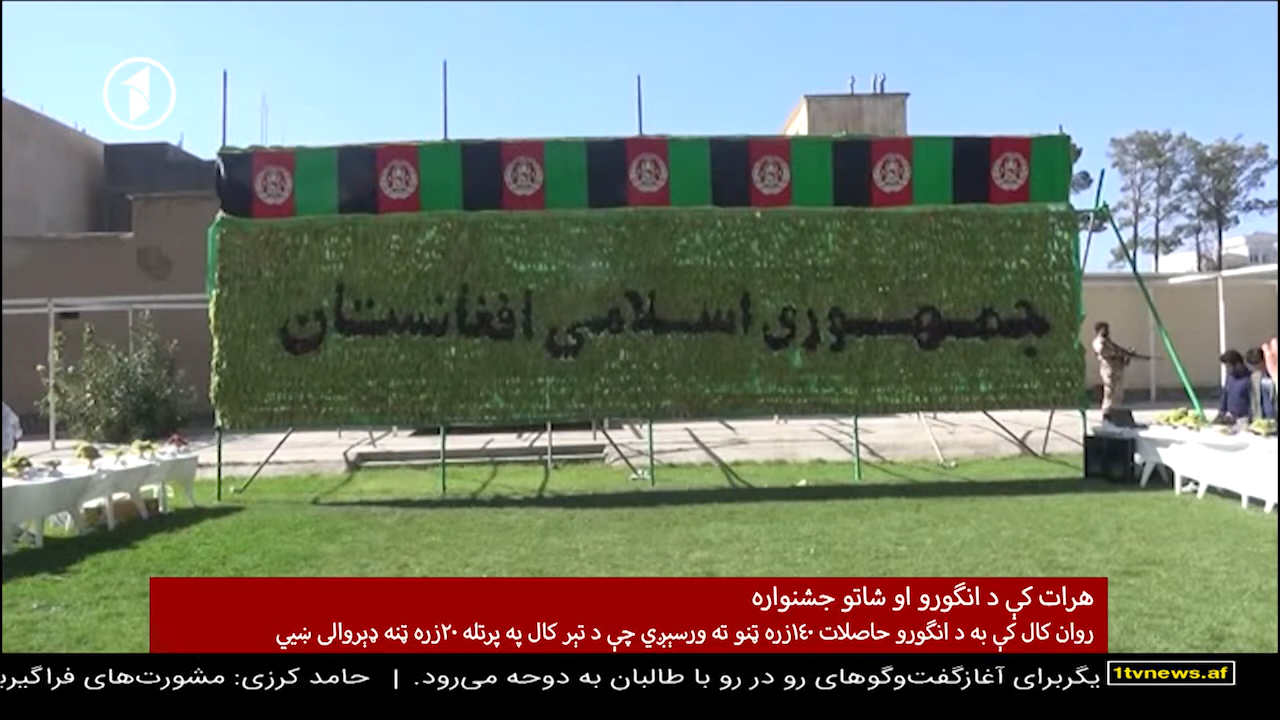 جمهوری اسلامي افغانستان
هرات کې د انگورو او شاتو جشنواره
روان کال کې به د انگورو حاصلات ۱٤۰زره ټنو ته ورسېږي چې د تېر کال په پرتله ۲۰زره ټنه ډېروالی ښيي
یگربرای آغازگفت‌وگوهای رو در رو با طالبان به دوحه می‌رود. | حامد کرزی: مشورت‌های فراگیر
1tvnews.af